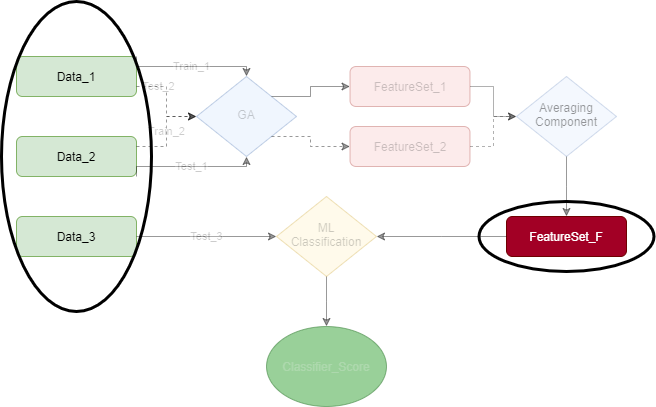 Data_1
Train_1
Test_2
GA
FeatureSet_1
Averaging
Component
Data_2
Train_2
Test_1
FeatureSet_2
Data_3
Test_3
ML
Classification
FeatureSet_F
Classifier_Score